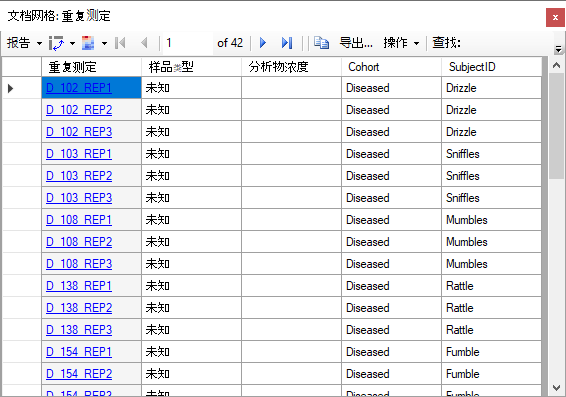 文档网格: 重复测定
报告 1 of 42 导出... 操作 查找:
重复测定 样品类型 分析物浓度 Cohort SubjectID
D_102_REP1 未知 Diseased Drizzle
D_102_REP2 未知 Diseased Drizzle
D_102_REP3 未知 Diseased Drizzle
D_103_REP1 未知 Diseased Sniffles
D_103_REP2 未知 Diseased Sniffles
D_103_REP3 未知 Diseased Sniffles
D_108_REP1 未知 Diseased Mumbles
D_108_REP2 未知 Diseased Mumbles
D_108_REP3 未知 Diseased Mumbles
D_138_REP1 未知 Diseased Rattle
D_138_REP2 未知 Diseased Rattle
D_138_REP3 未知 Diseased Rattle
D_154_REP1 未知 Diseased Fumble
D_154_REP2 未知 Diseased Fumble
D_154_REP3 未知 Diseased Fumble